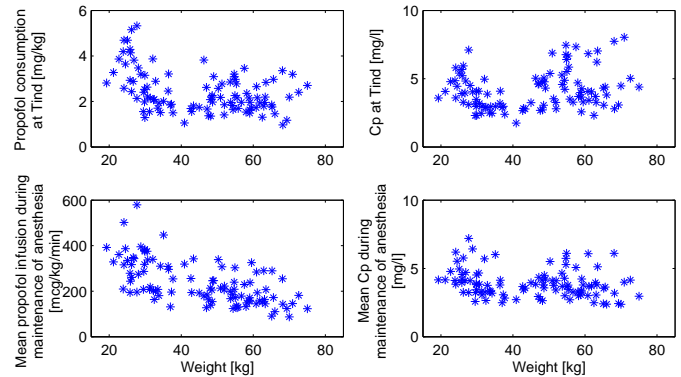 Propofol consumption
at Tind [mg/kg]
6
4
2
0
20 40 60 80
Cp at Tind [mg/l]
10
5
0
20 40 60 80
Mean propofol infusion during
maintenance of anesthesia
[mcg/kg/min]
600
400
200
0
20 40 60 80
Weight [kg]
Mean Cp during
maintenance of anesthesia
[mg/l]
10
5
0
20 40 60 80
Weight [kg]